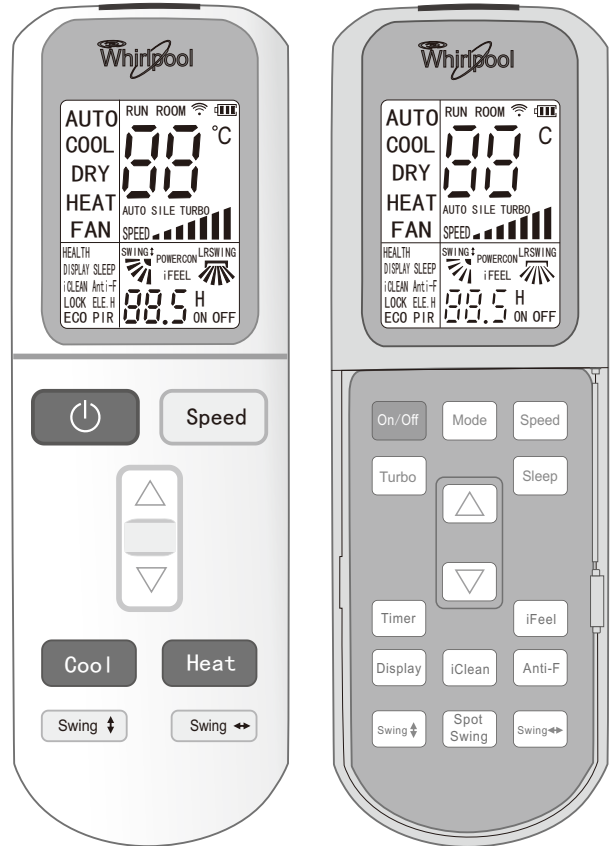 Whirlpool
AUTO
COOL
DRY
HEAT
FAN
RUN ROOM
88 °C
AUTO SILE TURBO
SPEED
HEALTH
DISPLAY SLEEP
iCLEAN Anti-F
LOCK ELE.H
ECO PIR
SWING POWERCON LRSWING
iFEEL
88.5 H
ON OFF
Speed
Cool Heat
Swing Swing
Whirlpool
AUTO
COOL
DRY
HEAT
FAN
RUN ROOM
88 C
AUTO SILE TURBO
SPEED
HEALTH
DISPLAY SLEEP
iCLEAN Anti-F
LOCK ELE.H
ECO PIR
SWING POWERCON LRSWING
iFEEL
88.5 H
ON OFF
On/Off Mode Speed
Turbo Sleep
Timer iFeel
Display iClean Anti-F
Swing Spot Swing Swing